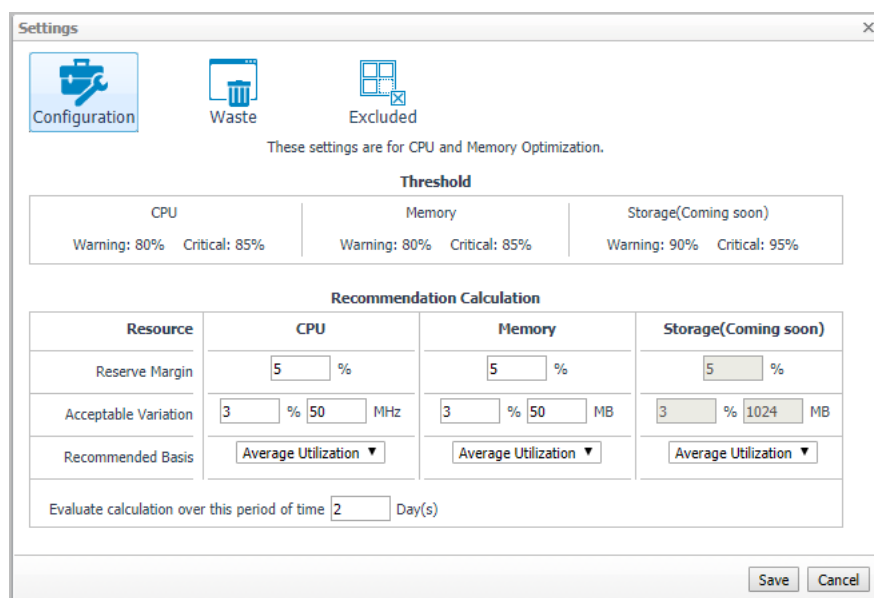 Settings
Configuration Waste Excluded
These settings are for CPU and Memory Optimization.
Threshold
CPU Memory Storage(Coming soon)
Warning: 80% Critical: 85% Warning: 80% Critical: 85% Warning: 90% Critical: 95%
Recommendation Calculation
Resource CPU Memory Storage(Coming soon)
Reserve Margin 5 % 5 % 5 %
Acceptable Variation 3 % 50 MHz 3 % 50 MB 3 % 1024 MB
Recommended Basis Average Utilization Average Utilization Average Utilization
Evaluate calculation over this period of time 2 Day(s)
Save Cancel